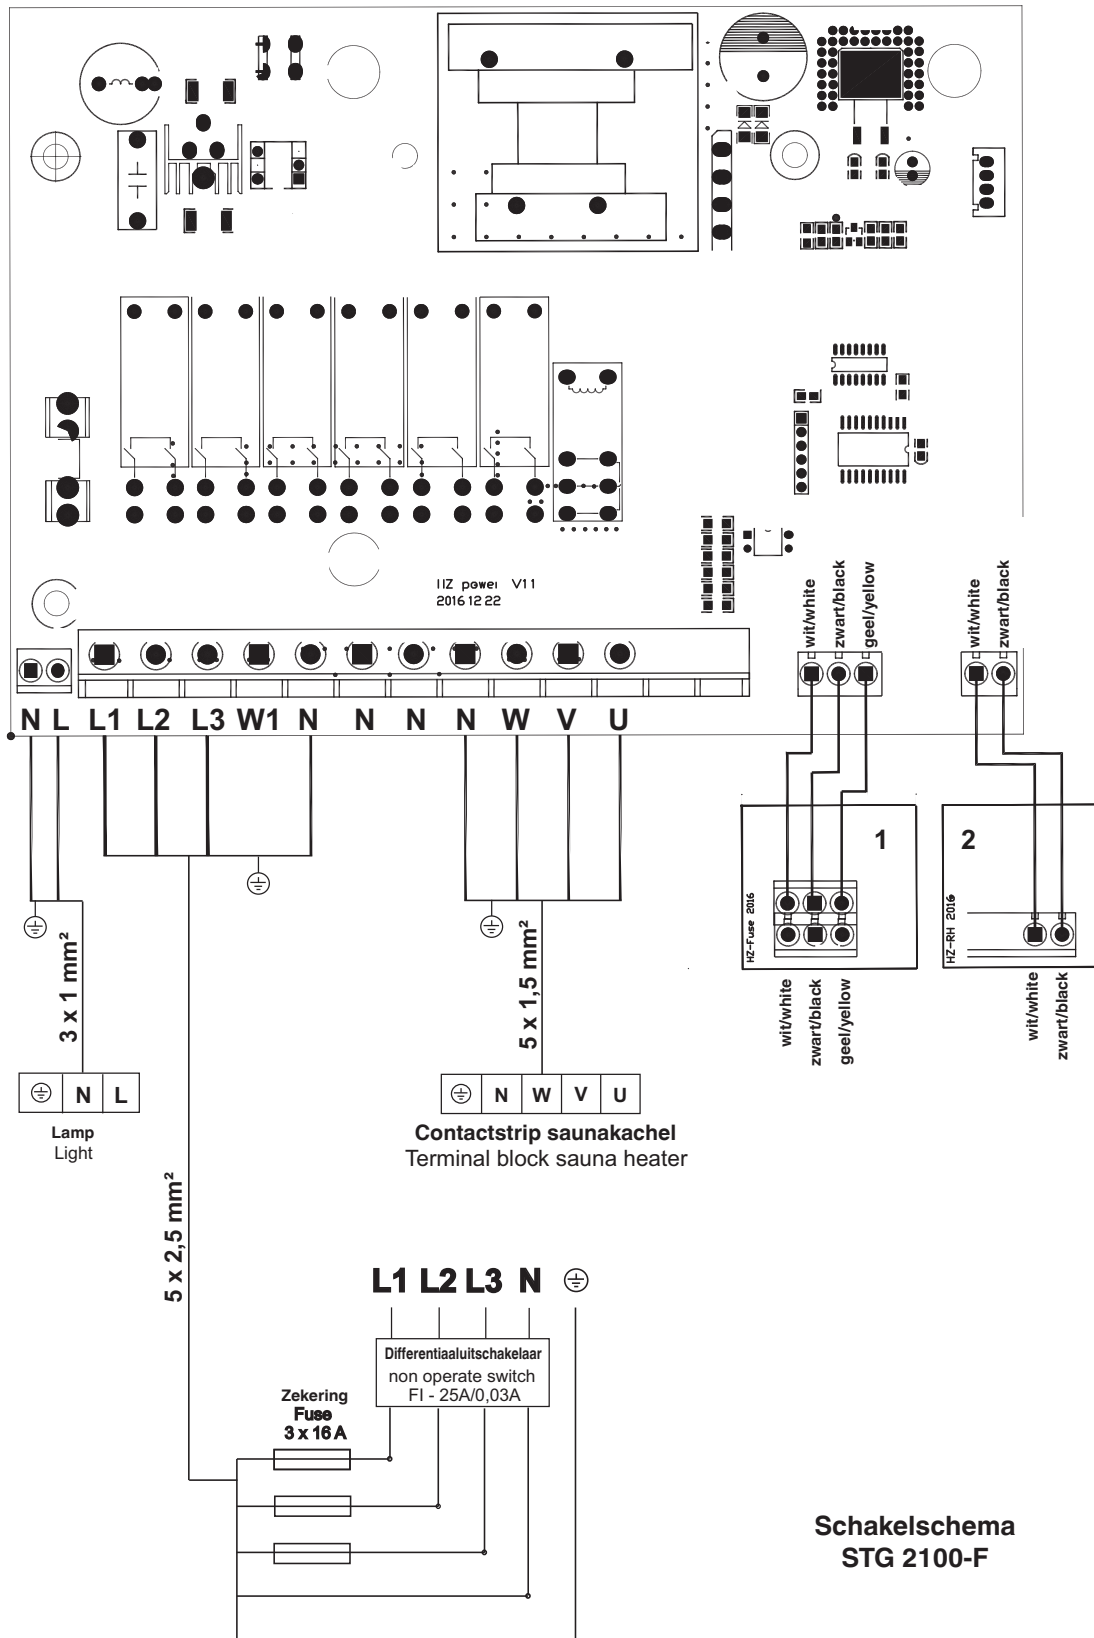 IIZ power V11
2016 12 22
wit/white
zwart/black
geel/yellow
wit/white
zwart/black
N L L1 L2 L3 W1 N N N N W V U
1
2
HZ-Fuse 2016
HZ-RH 2016
wit/white
zwart/black
geel/yellow
wit/white
zwart/black
3 x 1 mm²
5 x 1,5 mm²
N L
Lamp
Light
N W V U
Contactstrip saunakachel
Terminal block sauna heater
5 x 2,5 mm²
L1 L2 L3 N
Differentiaaluitschakelaar
non operate switch
FI - 25A/0,03A
Zekering
Fuse
3 x 16 A
Schakelschema
STG 2100-F